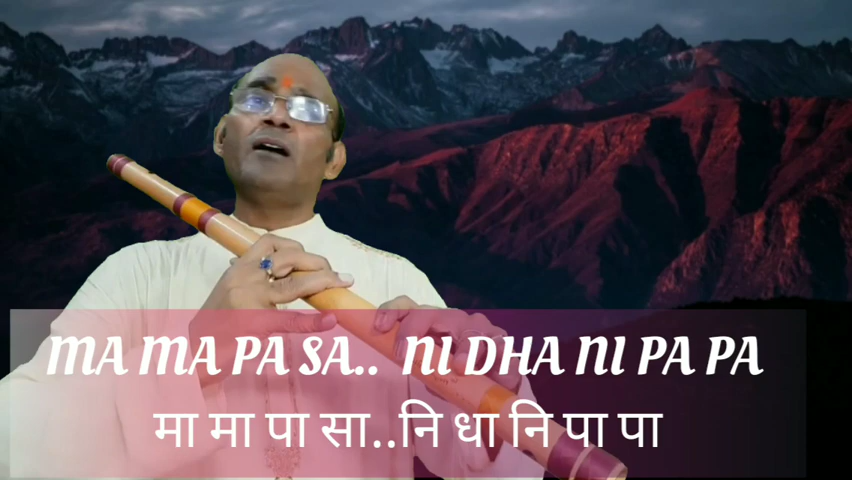 MA MA PA SA.. NI DHA NI PA PA
मा मा पा सा..नि धा नि पा पा